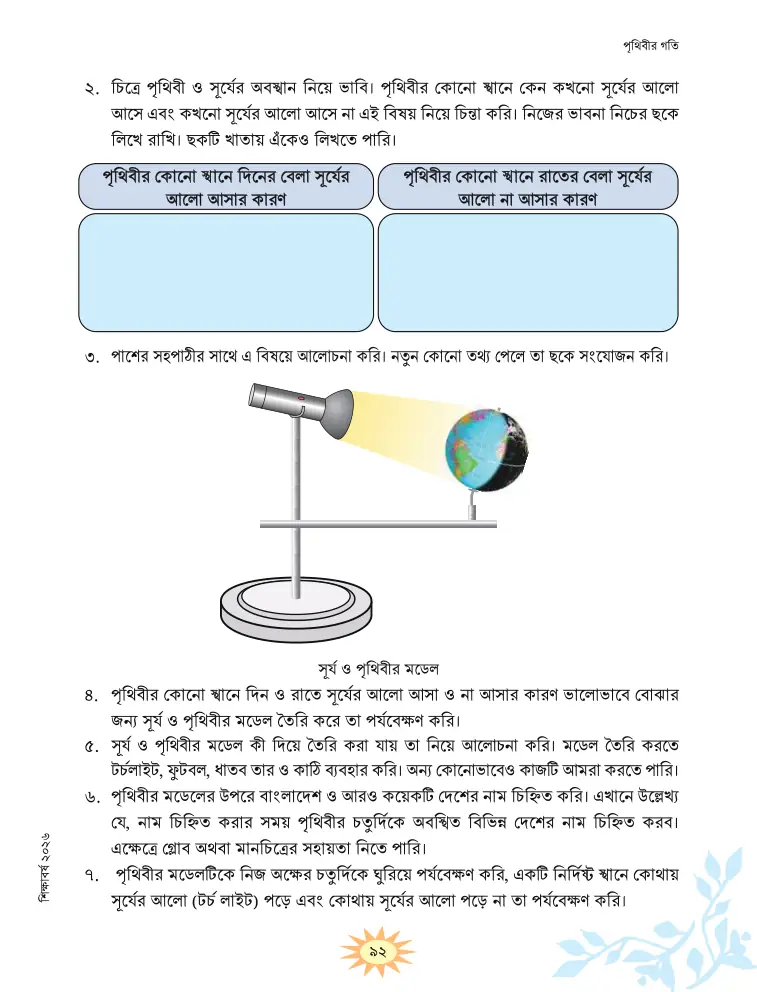 পৃথিবীর গতি
২. চিত্রে পৃথিবী ও সূর্যের অবস্থান নিয়ে ভাবি। পৃথিবীর কোনো স্থানে কেন কখনো সূর্যের আলো
আসে এবং কখনো সূর্যের আলো আসে না এই বিষয় নিয়ে চিন্তা করি। নিজের ভাবনা নিচের ছকে
লিখে রাখি। ছকটি খাতায় এঁকেও লিখতে পারি।
পৃথিবীর কোনো স্থানে দিনের বেলা সূর্যের
আলো আসার কারণ
পৃথিবীর কোনো স্থানে রাতের বেলা সূর্যের
আলো না আসার কারণ
৩. পাশের সহপাঠীর সাথে এ বিষয়ে আলোচনা করি। নতুন কোনো তথ্য পেলে তা ছকে সংযোজন করি।
সূর্য ও পৃথিবীর মডেল
৪. পৃথিবীর কোনো স্থানে দিন ও রাতে সূর্যের আলো আসা ও না আসার কারণ ভালোভাবে বোঝার
জন্য সূর্য ও পৃথিবীর মডেল তৈরি করে তা পর্যবেক্ষণ করি।
৫. সূর্য ও পৃথিবীর মডেল কী দিয়ে তৈরি করা যায় তা নিয়ে আলোচনা করি। মডেল তৈরি করতে
টর্চলাইট, ফুটবল, ধাতব তার ও কাঠি ব্যবহার করি। অন্য কোনোভাবেও কাজটি আমরা করতে পারি।
৬. পৃথিবীর মডেলের উপরে বাংলাদেশ ও আরও কয়েকটি দেশের নাম চিহ্নিত করি। এখানে উল্লেখ্য
যে, নাম চিহ্নিত করার সময় পৃথিবীর চতুর্দিকে অবস্থিত বিভিন্ন দেশের নাম চিহ্নিত করব।
এক্ষেত্রে গ্লোব অথবা মানচিত্রের সহায়তা নিতে পারি।
৭. পৃথিবীর মডেলটিকে নিজ অক্ষের চতুর্দিকে ঘুরিয়ে পর্যবেক্ষণ করি, একটি নির্দিষ্ট স্থানে কোথায়
সূর্যের আলো (টর্চ লাইট) পড়ে এবং কোথায় সূর্যের আলো পড়ে না তা পর্যবেক্ষণ করি।
শিক্ষাবর্ষ ২০২৬
৯২